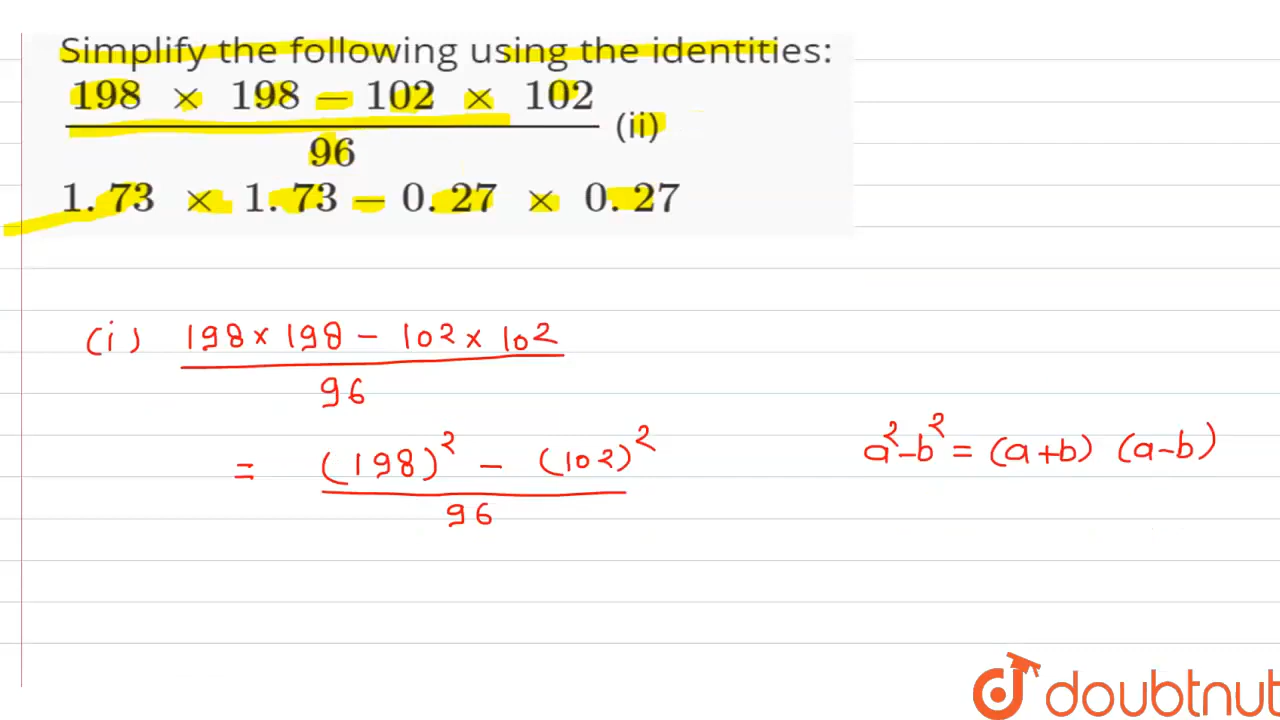 Simplify the following using the identities:
198 × 198 − 102 × 102
96
(ii)
1. 73 × 1. 73 − 0. 27 × 0. 27
(i) 198 × 198 − 102 × 102
96
= (198)² − (102)²
96
a² − b² = (a+b) (a−b)
doubtnut